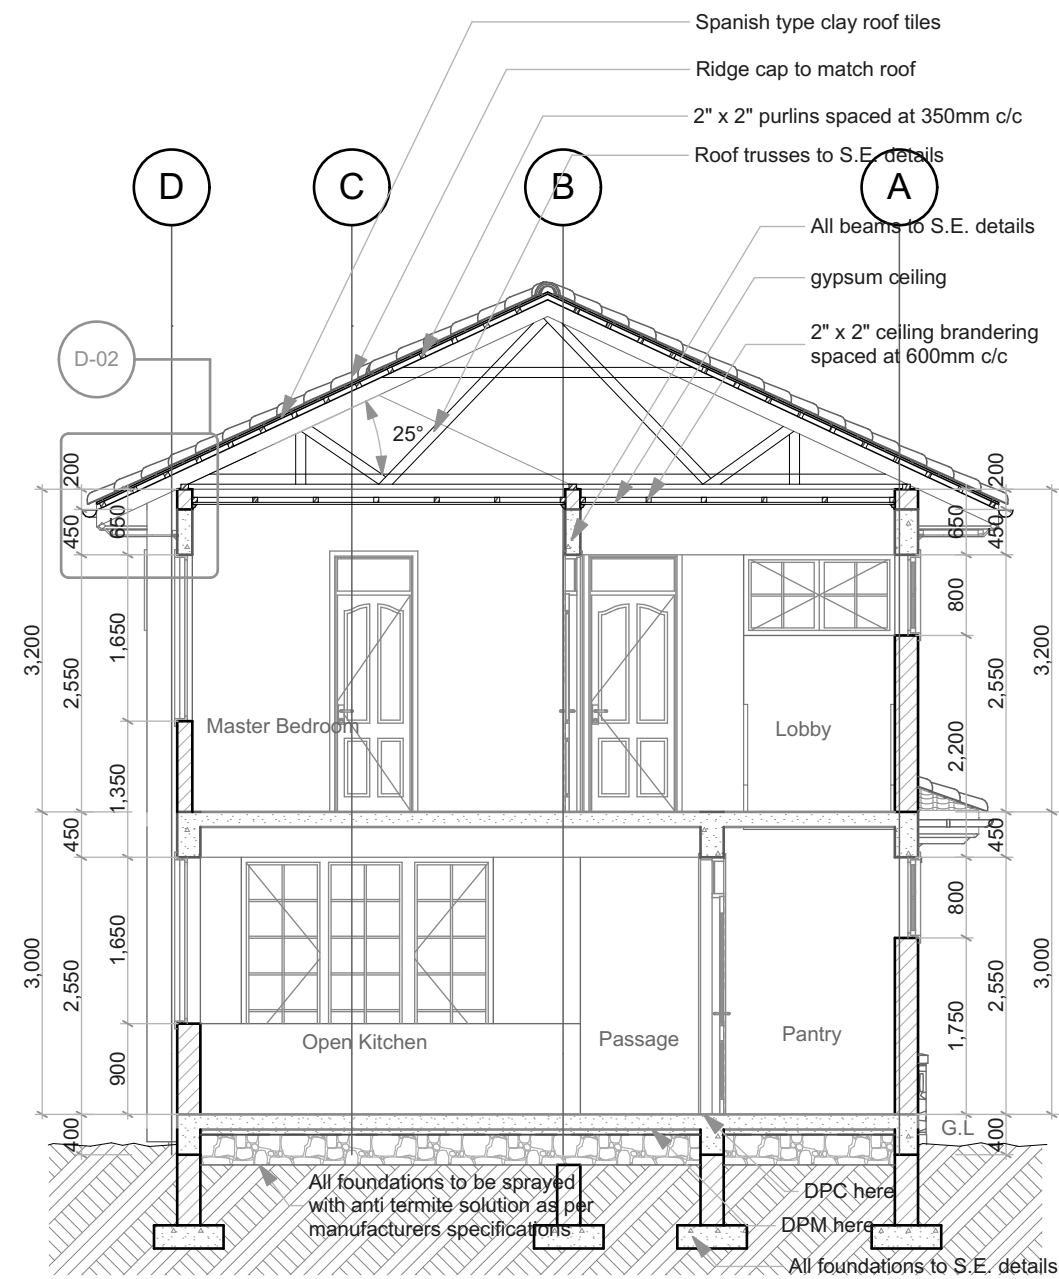 Spanish type clay roof tiles
Ridge cap to match roof
2" x 2" purlins spaced at 350mm c/c
Roof trusses to S.E. details
D
C
B
A
All beams to S.E. details
gypsum ceiling
2" x 2" ceiling brandering
spaced at 600mm c/c
D-02
25°
200
200
450
650
650
450
800
3,200
2,550
1,650
Master Bedroom
Lobby
2,550
3,200
2,200
1,350
450
450
800
3,000
2,550
1,650
1,750
2,550
3,000
Open Kitchen
Passage
Pantry
900
400
G.L
400
All foundations to be sprayed
with anti termite solution as per
manufacturers specifications
DPC here
DPM here
All foundations to S.E. details